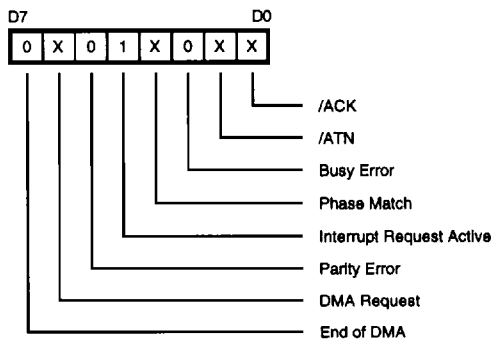 D7 D0
0 X 0 1 X 0 X X
/ACK
/ATN
Busy Error
Phase Match
Interrupt Request Active
Parity Error
DMA Request
End of DMA